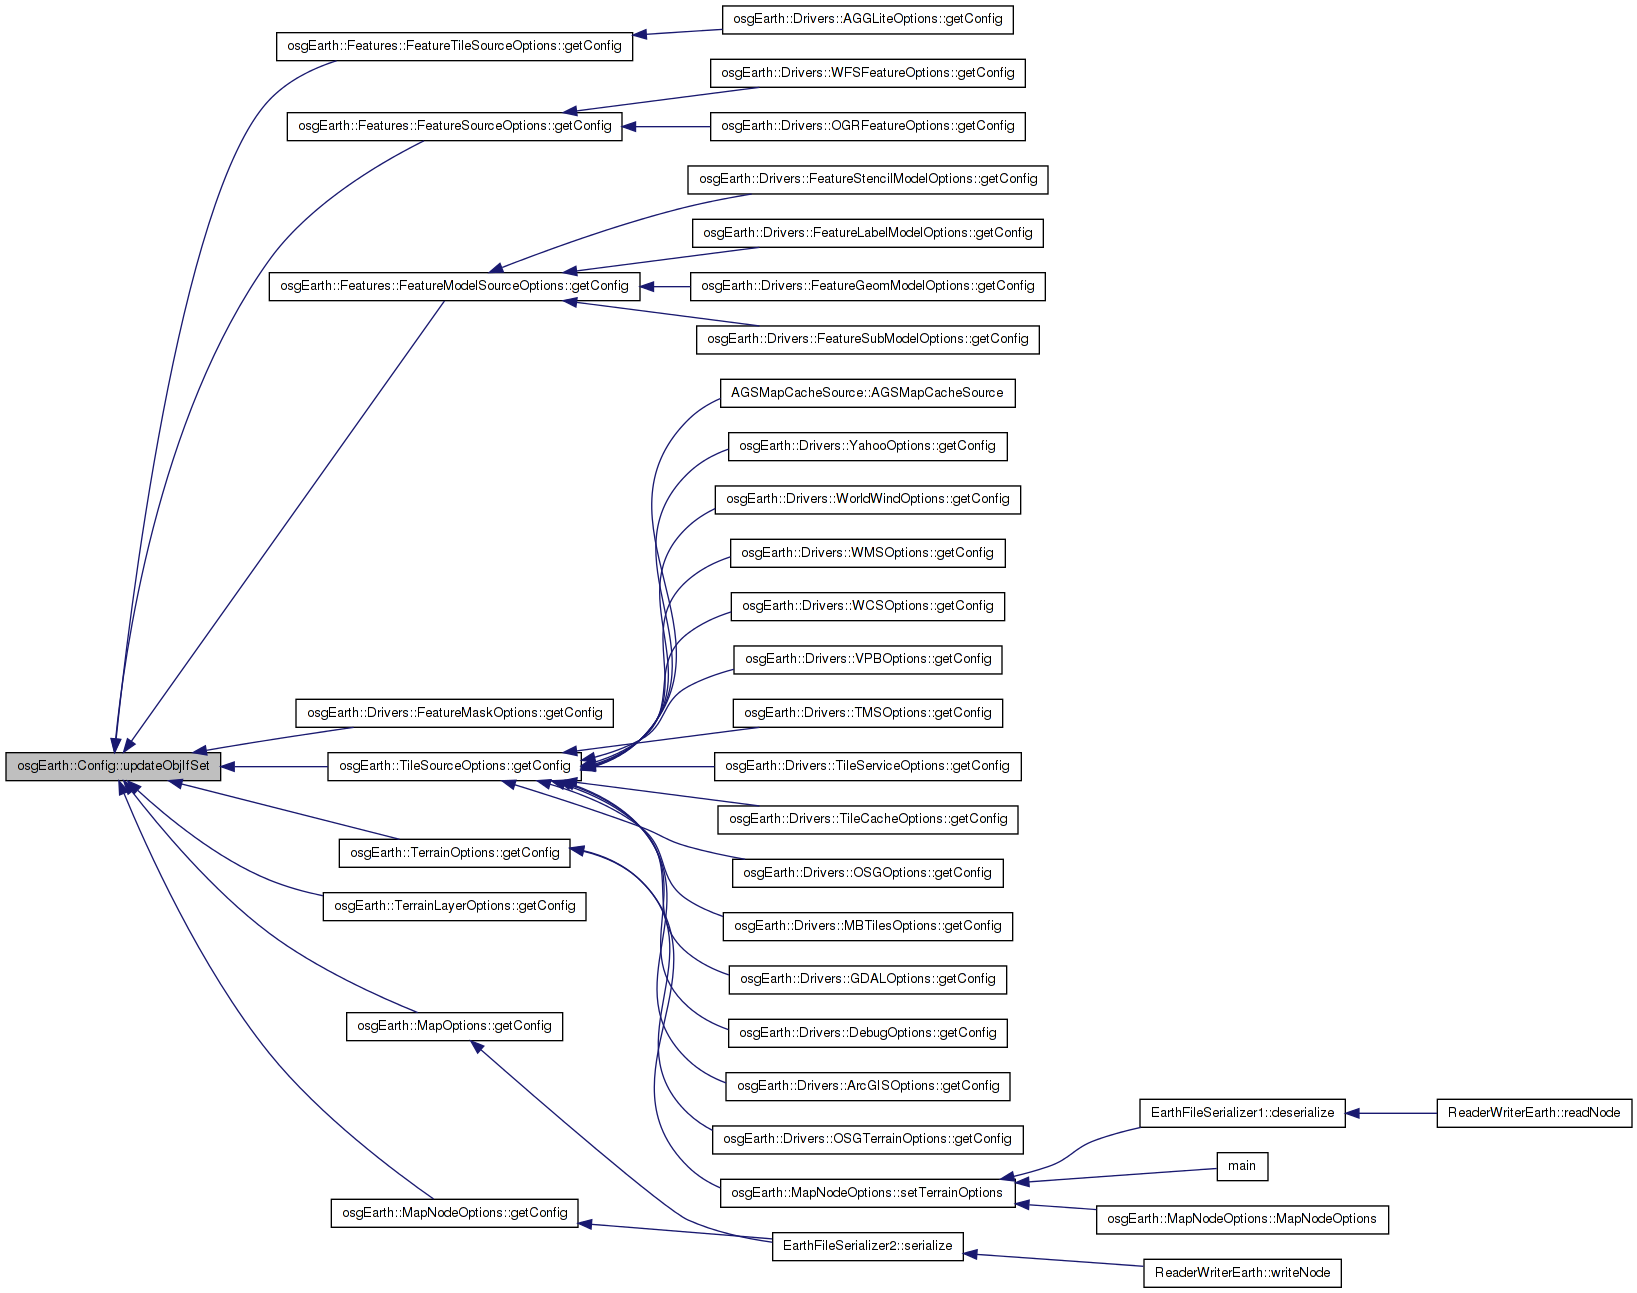 osgEarth::Drivers::AGGLiteOptions::getConfig
osgEarth::Features::FeatureTileSourceOptions::getConfig
osgEarth::Drivers::WFSFeatureOptions::getConfig
osgEarth::Features::FeatureSourceOptions::getConfig
osgEarth::Drivers::OGRFeatureOptions::getConfig
osgEarth::Drivers::FeatureStencilModelOptions::getConfig
osgEarth::Drivers::FeatureLabelModelOptions::getConfig
osgEarth::Features::FeatureModelSourceOptions::getConfig
osgEarth::Drivers::FeatureGeomModelOptions::getConfig
osgEarth::Drivers::FeatureSubModelOptions::getConfig
AGSMapCacheSource::AGSMapCacheSource
osgEarth::Drivers::YahooOptions::getConfig
osgEarth::Drivers::WorldWindOptions::getConfig
osgEarth::Drivers::WMSOptions::getConfig
osgEarth::Drivers::WCSOptions::getConfig
osgEarth::Drivers::VPBOptions::getConfig
osgEarth::Drivers::FeatureMaskOptions::getConfig
osgEarth::Drivers::TMSOptions::getConfig
osgEarth::Config::updateObjIfSet
osgEarth::TileSourceOptions::getConfig
osgEarth::Drivers::TileServiceOptions::getConfig
osgEarth::Drivers::TileCacheOptions::getConfig
osgEarth::TerrainOptions::getConfig
osgEarth::Drivers::OSGOptions::getConfig
osgEarth::TerrainLayerOptions::getConfig
osgEarth::Drivers::MBTilesOptions::getConfig
osgEarth::Drivers::GDALOptions::getConfig
osgEarth::MapOptions::getConfig
osgEarth::Drivers::DebugOptions::getConfig
osgEarth::Drivers::ArcGISOptions::getConfig
EarthFileSerializer1::deserialize
ReaderWriterEarth::readNode
osgEarth::Drivers::OSGTerrainOptions::getConfig
main
osgEarth::MapNodeOptions::setTerrainOptions
osgEarth::MapNodeOptions::getConfig
osgEarth::MapNodeOptions::MapNodeOptions
EarthFileSerializer2::serialize
ReaderWriterEarth::writeNode